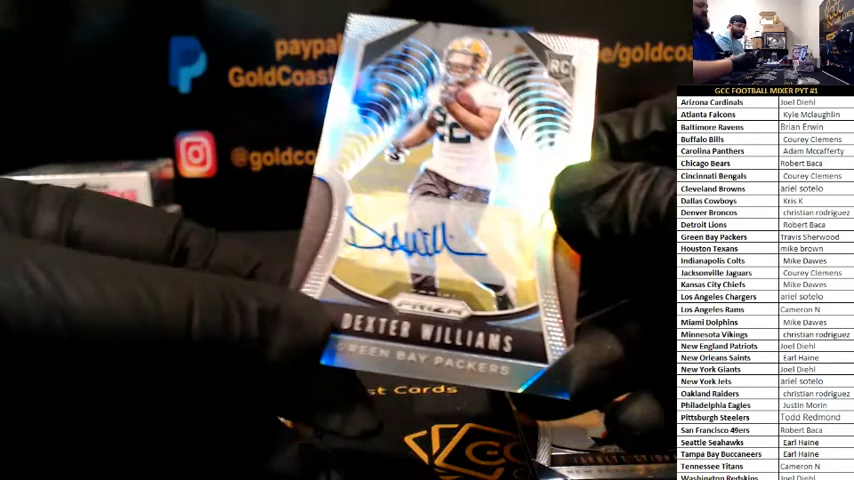 paypal
e/goldcoast
GoldCoast
@goldco
RC
22
PRIZM
DEXTER WILLIAMS
GREEN BAY PACKERS
st Cards
GCC
GCC FOOTBALL MIXER PYT #1
Arizona Cardinals Joel Diehl
Atlanta Falcons Kyle Mclaughlin
Baltimore Ravens Brian Erwin
Buffalo Bills Courey Clemens
Carolina Panthers Adam Mccafferty
Chicago Bears Robert Baca
Cincinnati Bengals Courey Clemens
Cleveland Browns ariel sotelo
Dallas Cowboys Kris K
Denver Broncos christian rodriguez
Detroit Lions Robert Baca
Green Bay Packers Travis Sherwood
Houston Texans mike brown
Indianapolis Colts Mike Dawes
Jacksonville Jaguars Courey Clemens
Kansas City Chiefs Mike Dawes
Los Angeles Chargers ariel sotelo
Los Angeles Rams Cameron N
Miami Dolphins Mike Dawes
Minnesota Vikings christian rodriguez
New England Patriots Joel Diehl
New Orleans Saints Earl Haine
New York Giants Joel Diehl
New York Jets ariel sotelo
Oakland Raiders christian rodriguez
Philadelphia Eagles Justin Morin
Pittsburgh Steelers Todd Redmond
San Francisco 49ers Robert Baca
Seattle Seahawks Earl Haine
Tampa Bay Buccaneers Earl Haine
Tennessee Titans Cameron N
Washington Redskins Joel Diehl